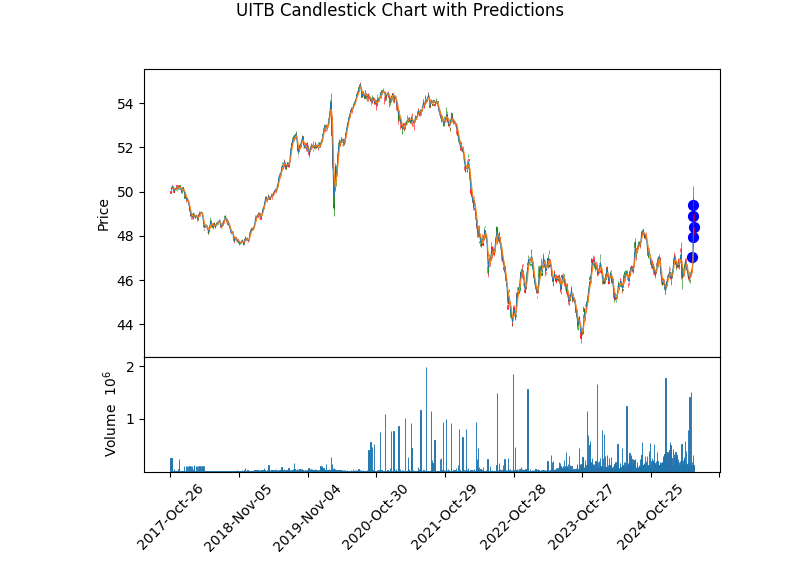 UITB Candlestick Chart with Predictions
54
52
50
48
46
44
Price
2
1
Volume 10^6
2017-Oct-26
2018-Nov-05
2019-Nov-04
2020-Oct-30
2021-Oct-29
2022-Oct-28
2023-Oct-27
2024-Oct-25